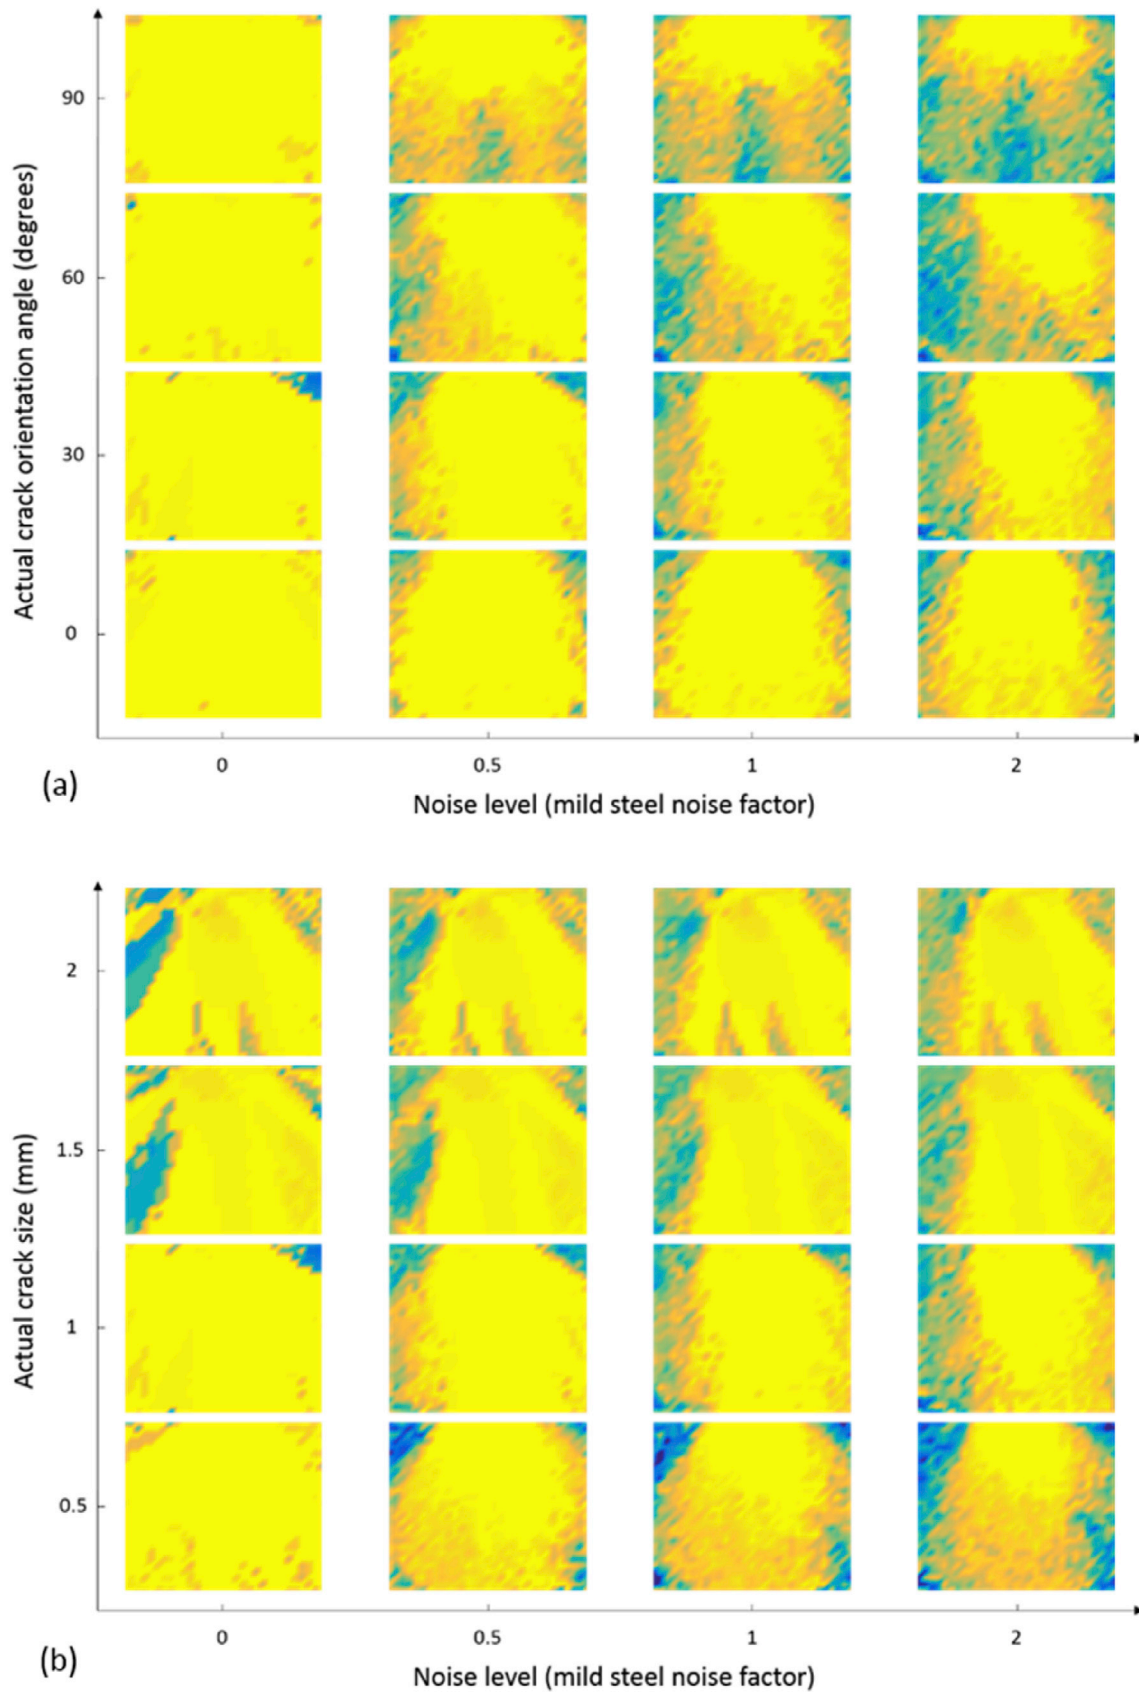 Actual crack orientation angle (degrees)
90
60
30
0
0 0.5 1 2
(a)
Noise level (mild steel noise factor)
Actual crack size (mm)
2
1.5
1
0.5
0 0.5 1 2
(b)
Noise level (mild steel noise factor)